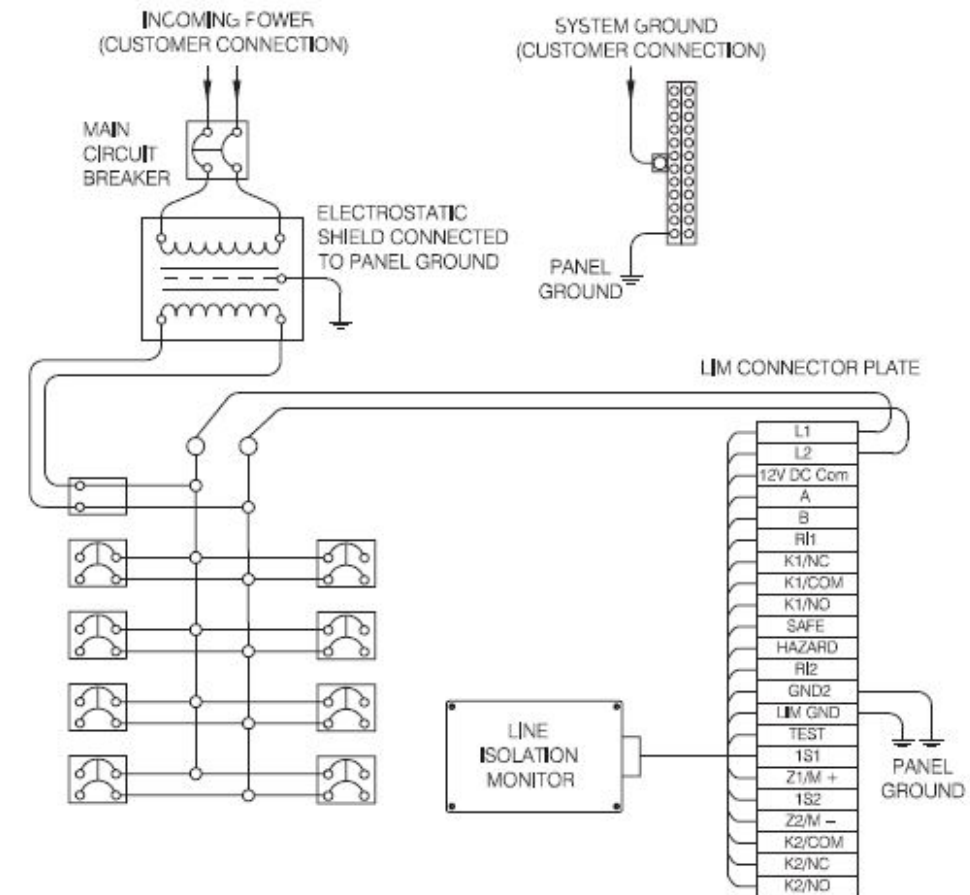 INCOMING POWER
(CUSTOMER CONNECTION)
SYSTEM GROUND
(CUSTOMER CONNECTION)
MAIN
CIRCUIT
BREAKER
ELECTROSTATIC
SHIELD CONNECTED
TO PANEL GROUND
PANEL
GROUND
LIM CONNECTOR PLATE
L1
L2
12V DC Com
A
B
RI1
K1/NC
K1/COM
K1/NO
SAFE
HAZARD
RI2
GND2
LIM GND
TEST
1S1
Z1/M +
1S2
Z2/M −
K2/COM
K2/NC
K2/NO
LINE
ISOLATION
MONITOR
PANEL
GROUND